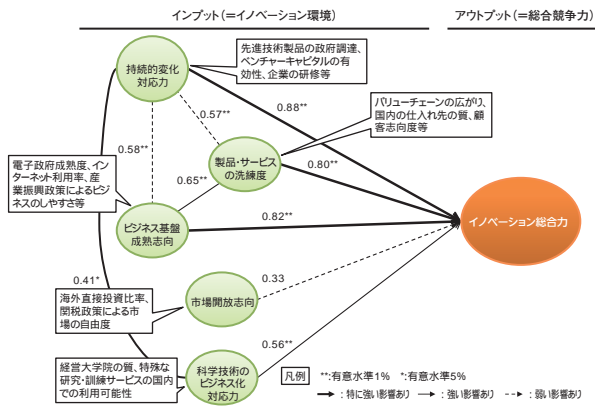 インプット(=イノベーション環境)
アウトプット(=総合競争力)
持続的変化
対応力
先進技術製品の政府調達、
ベンチャーキャピタルの有
効性、企業の研修等
0.88**
0.57**
バリューチェーンの広がり、
国内の仕入れ先の質、顧
客志向度等
0.58**
製品・サービス
の洗練度
0.80**
電子政府成熟度、イン
ターネット利用率、産
業振興政策によるビジ
ネスのしやすさ等
0.65**
ビジネス基盤
成熟志向
0.82**
イノベーション総合力
0.41*
海外直接投資比率、
関税政策による市
場の自由度
市場開放志向
0.33
0.56**
経営大学院の質、特殊な
研究・訓練サービスの国内
での利用可能性
科学技術の
ビジネス化
対応力
凡例
**:有意水準1% *:有意水準5%
:特に強い影響あり
:強い影響あり
:弱い影響あり